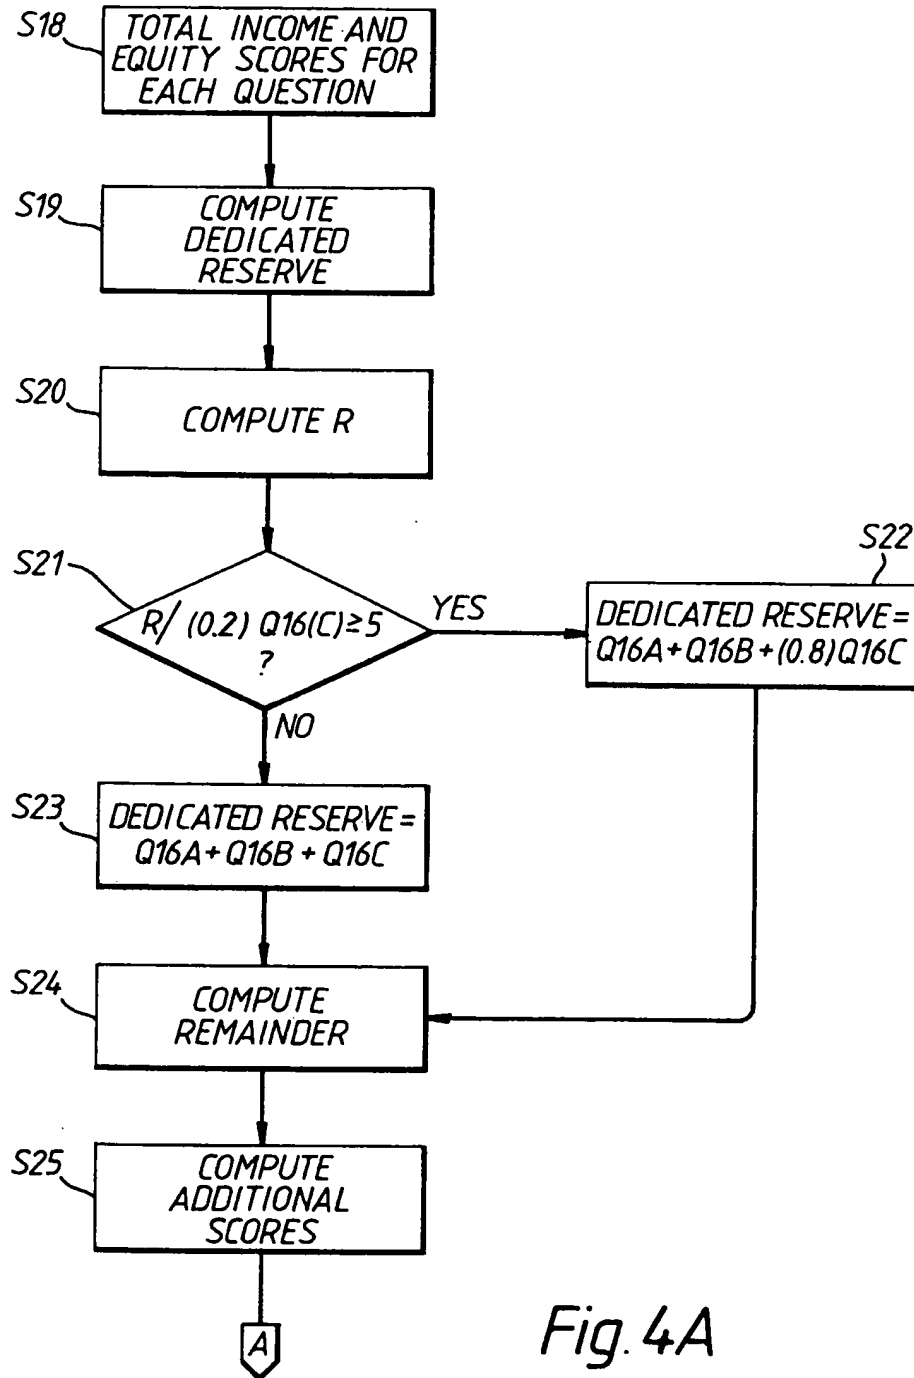 S18
TOTAL INCOME AND
EQUITY SCORES FOR
EACH QUESTION
S19
COMPUTE
DEDICATED
RESERVE
S20
COMPUTE R
S21
R/ (0.2) Q16(C)≥5
?
YES
NO
S22
DEDICATED RESERVE=
Q16A+Q16B+(0.8)Q16C
S23
DEDICATED RESERVE=
Q16A+Q16B+Q16C
S24
COMPUTE
REMAINDER
S25
COMPUTE
ADDITIONAL
SCORES
A
Fig. 4A